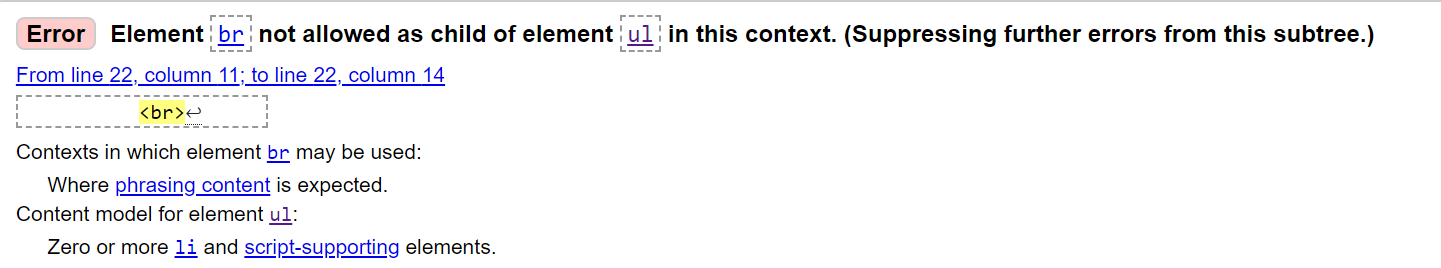 Error Element br not allowed as child of element ul in this context. (Suppressing further errors from this subtree.)
From line 22, column 11; to line 22, column 14
<br>↩
Contexts in which element br may be used:
Where phrasing content is expected.
Content model for element ul:
Zero or more li and script-supporting elements.